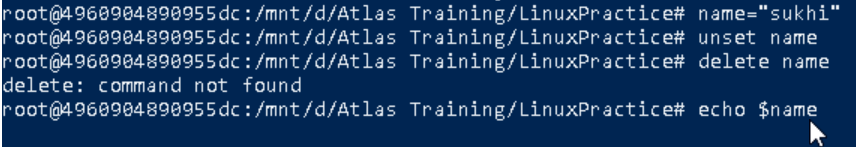 root@4960904890955dc:/mnt/d/Atlas Training/LinuxPractice# name="sukhi"
root@4960904890955dc:/mnt/d/Atlas Training/LinuxPractice# unset name
root@4960904890955dc:/mnt/d/Atlas Training/LinuxPractice# delete name
delete: command not found
root@4960904890955dc:/mnt/d/Atlas Training/LinuxPractice# echo $name